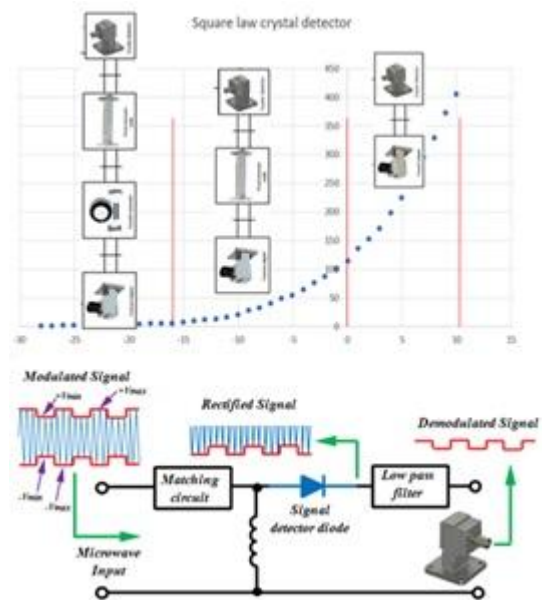 Square law crystal detector
450
400
350
300
250
200
150
100
50
0
-30 -25 -20 -15 -10 -5 0 5 10 15
Modulated Signal
+Vmin +Vmax
-Vmin
-Vmax
Rectified Signal
Demodulated Signal
Matching
circuit
Low pass
filter
Signal
detector diode
Microwave
Input